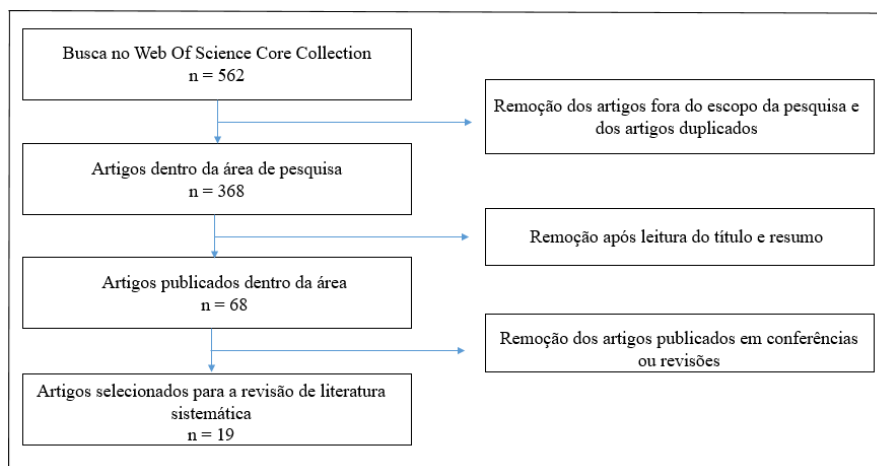 Busca no Web Of Science Core Collection
n = 562
Remoção dos artigos fora do escopo da pesquisa e
dos artigos duplicados
Artigos dentro da área de pesquisa
n = 368
Remoção após leitura do título e resumo
Artigos publicados dentro da área
n = 68
Remoção dos artigos publicados em conferências
ou revisões
Artigos selecionados para a revisão de literatura
sistemática
n = 19